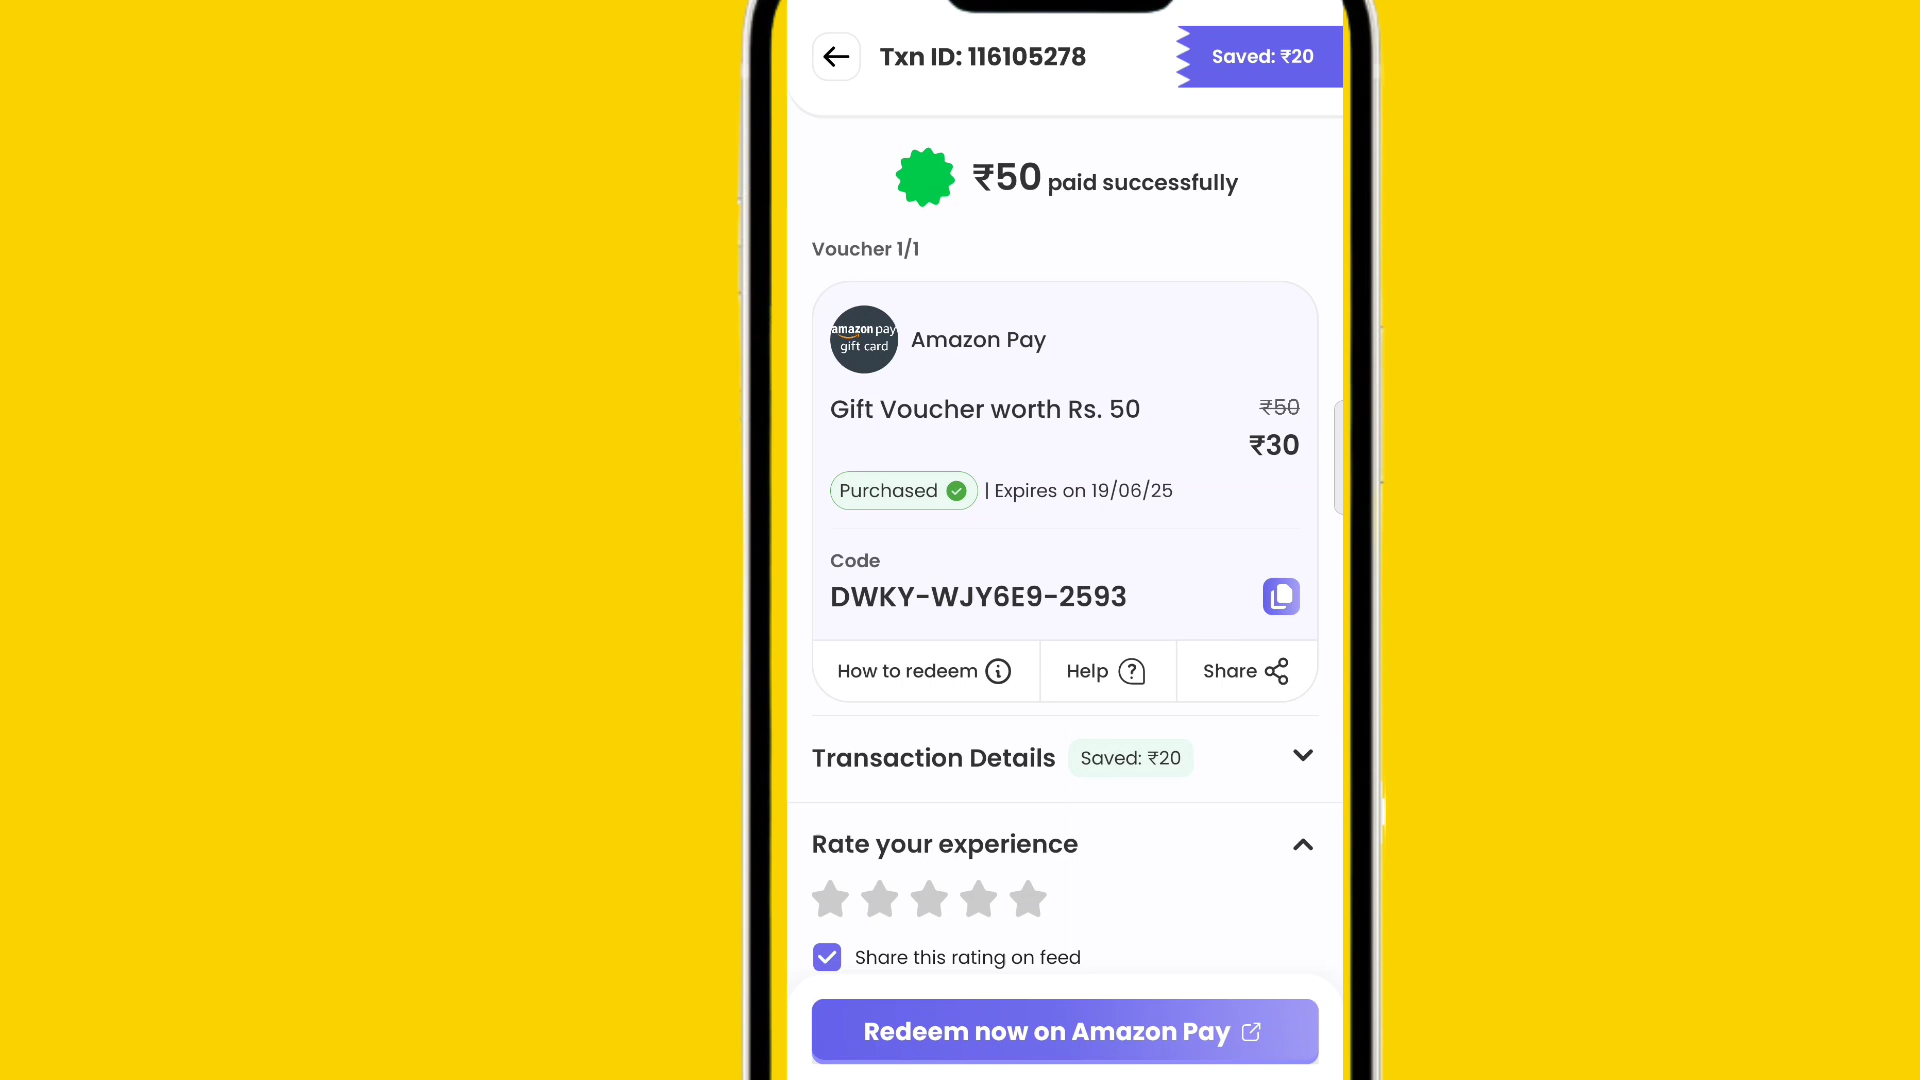 Txn ID: 116105278
Saved: ₹20
₹50 paid successfully
Voucher 1/1
amazon pay
gift card
Amazon Pay
Gift Voucher worth Rs. 50
₹50
₹30
Purchased | Expires on 19/06/25
Code
DWKY-WJY6E9-2593
How to redeem
Help
Share
Transaction Details
Saved: ₹20
Rate your experience
Share this rating on feed
Redeem now on Amazon Pay